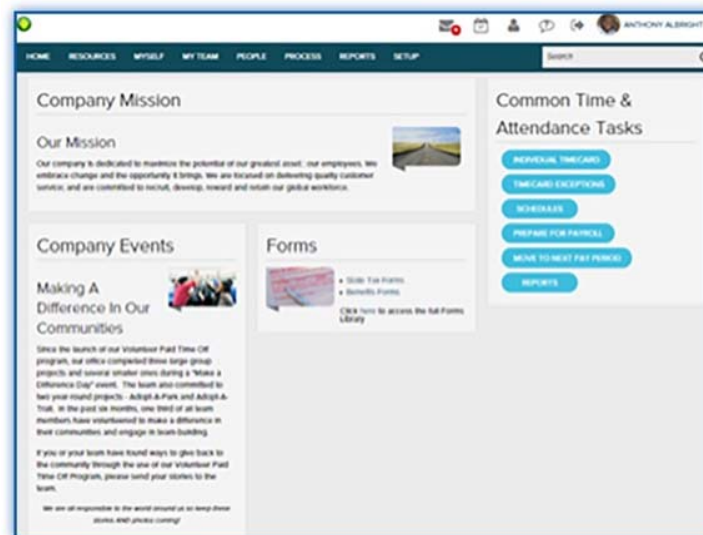 ANTHONY ALBRIGHT
HOME RESOURCES MYSELF MY TEAM PEOPLE PROCESS REPORTS SETUP
Search
Company Mission
Our Mission
Our company is dedicated to maximize the potential of our greatest asset: our employees. We
embrace change and the opportunity it brings. We are focused on delivering quality customer
service, and are committed to recruit, develop, reward and retain our global workforce.
Common Time &
Attendance Tasks
INDIVIDUAL TIMECARD
TIMECARD EXCEPTIONS
SCHEDULES
PREPARE FOR PAYROLL
MOVE TO NEXT PAY PERIOD
REPORTS
Company Events
Making A
Difference In Our
Communities
Since the launch of our Volunteer Paid Time Off
program, our office completed three large group
projects and several smaller ones during a "Make a
Difference Day" event. The team also committed to
two year-round projects - Adopt-A-Park and Adopt-A-
Trail. In the past six months, one third of all team
members have volunteered to make a difference in
their communities and engage in team-building.
If you or your team have found ways to give back to
the community through the use of our Volunteer Paid
Time Off Program, please send your stories to the
team.
We are all responsible to the world around us so keep those
stories AND photos coming!
Forms
State Tax Forms
Benefits Forms
Click here to access the full Forms
Library